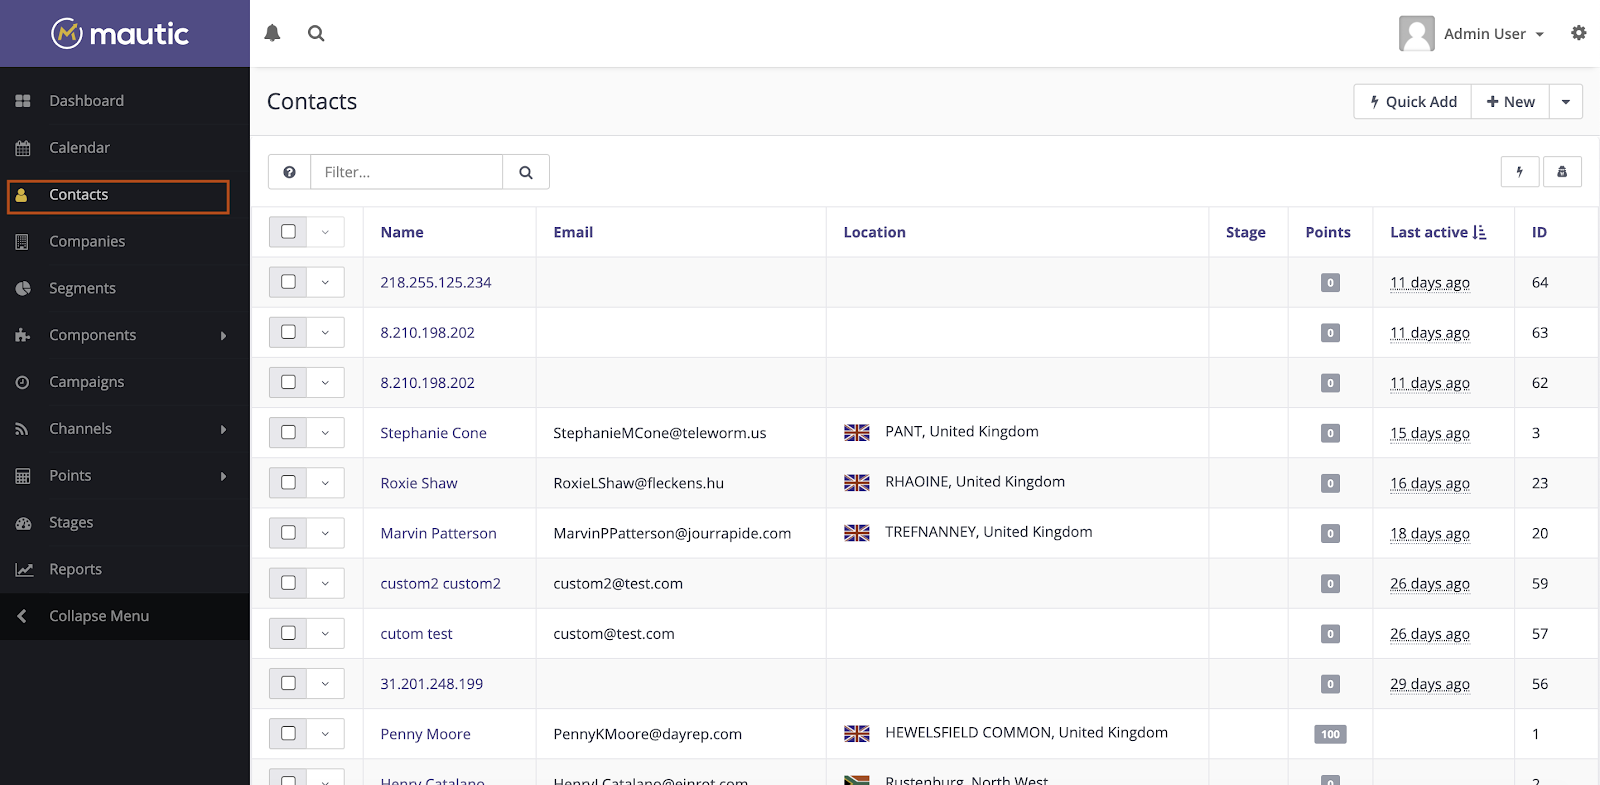 mautic
Admin User
Dashboard
Calendar
Contacts
Companies
Segments
Components
Campaigns
Channels
Points
Stages
Reports
Collapse Menu
Contacts
Quick Add
New
Filter...
Name Email Location Stage Points Last active ID
218.255.125.234 0 11 days ago 64
8.210.198.202 0 11 days ago 63
8.210.198.202 0 11 days ago 62
Stephanie Cone StephanieMCone@teleworm.us PANT, United Kingdom 0 15 days ago 3
Roxie Shaw RoxieLShaw@fleckens.hu RHAOINE, United Kingdom 0 16 days ago 23
Marvin Patterson MarvinPPatterson@jourrapide.com TREFNANNEY, United Kingdom 0 18 days ago 20
custom2 custom2 custom2@test.com 0 26 days ago 59
cutom test custom@test.com 0 26 days ago 57
31.201.248.199 0 29 days ago 56
Penny Moore PennyKMoore@dayrep.com HEWELSFIELD COMMON, United Kingdom 100 1
Henry Catalano HenryLCatalano@einrot.com Rustenburg, North West 0 2